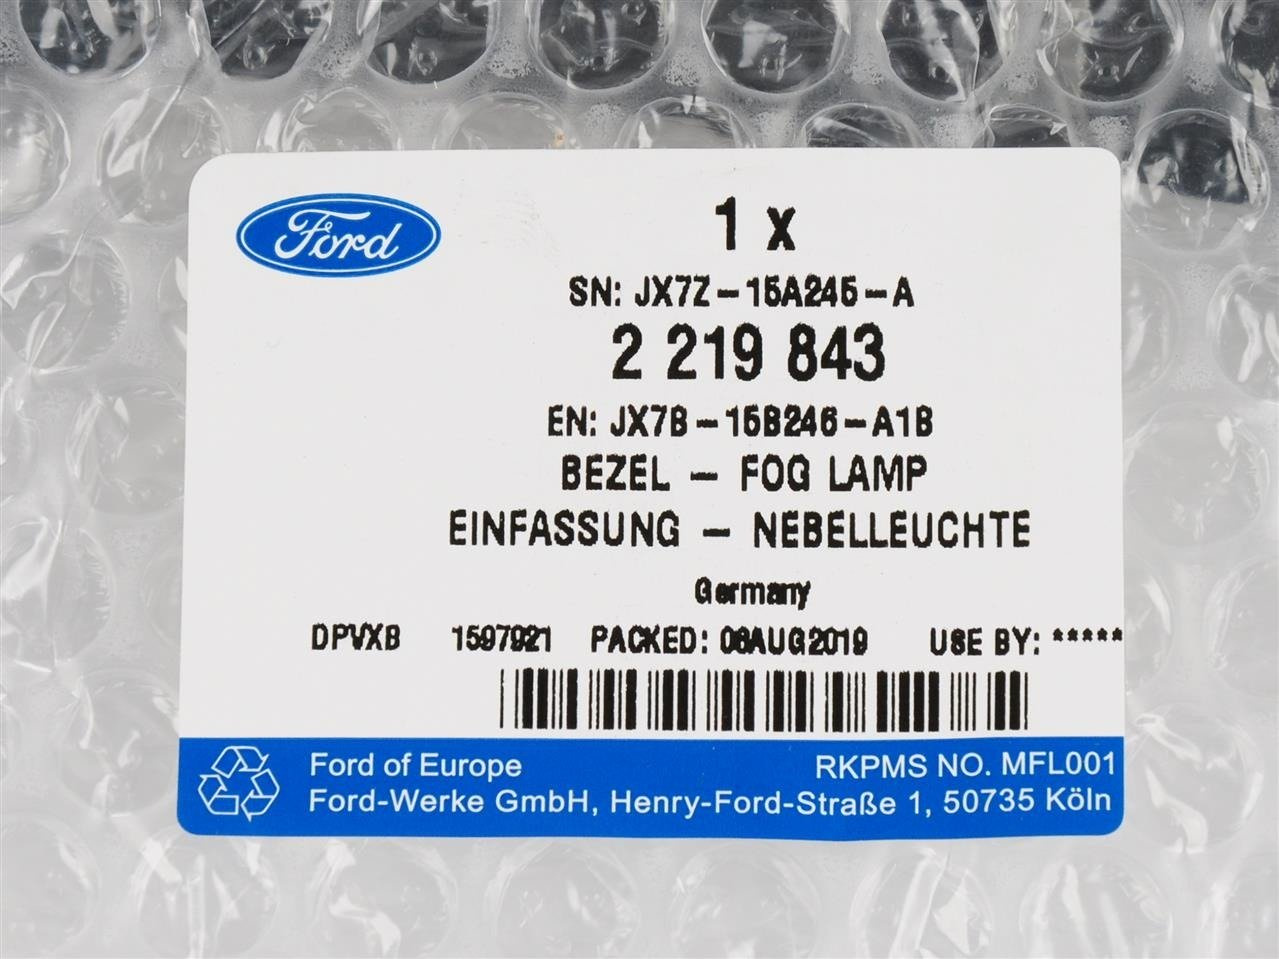 Ford
1 x
SN: JX7Z-15A245-A
2 219 843
EN: JX7B-15B246-A1B
BEZEL - FOG LAMP
EINFASSUNG - NEBELLEUCHTE
Germany
DPVXB 1597921 PACKED: 06AUG2019 USE BY: *****
Ford of Europe RKPMS NO. MFL001
Ford-Werke GmbH, Henry-Ford-Straße 1, 50735 Köln